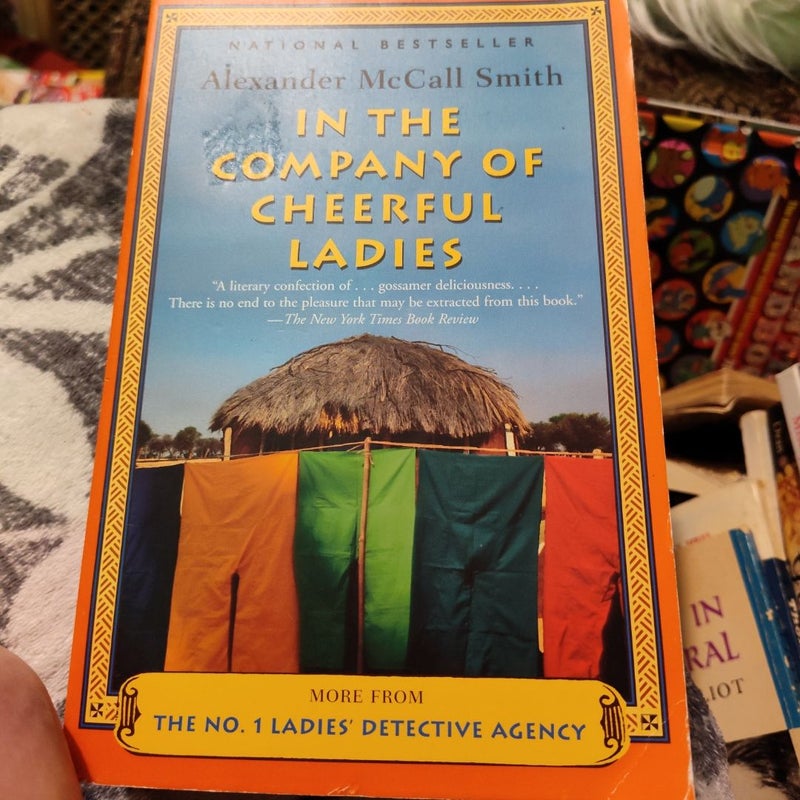 NATIONAL BESTSELLER
Alexander McCall Smith
IN THE
COMPANY OF
CHEERFUL
LADIES
“A literary confection of . . . gossamer deliciousness. . . .
There is no end to the pleasure that may be extracted from this book.”
—The New York Times Book Review
MORE FROM
THE NO. 1 LADIES’ DETECTIVE AGENCY
IN